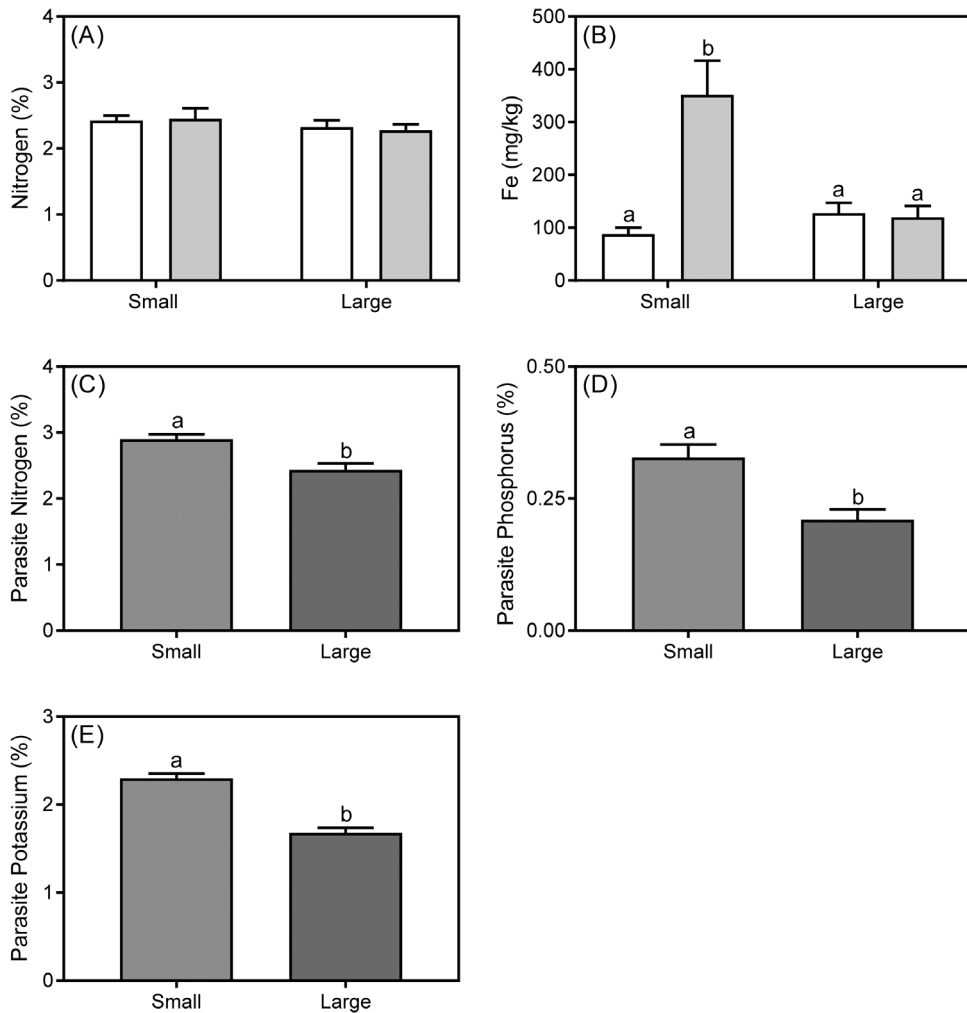 (A)
Nitrogen (%)
4
3
2
1
0
Small Large
(B)
Fe (mg/kg)
500
400
300
200
100
0
a
b
a
a
Small Large
(C)
Parasite Nitrogen (%)
4
3
2
1
0
a
b
Small Large
(D)
Parasite Phosphorus (%)
0.50
0.25
0.00
a
b
Small Large
(E)
Parasite Potassium (%)
3
2
1
0
a
b
Small Large